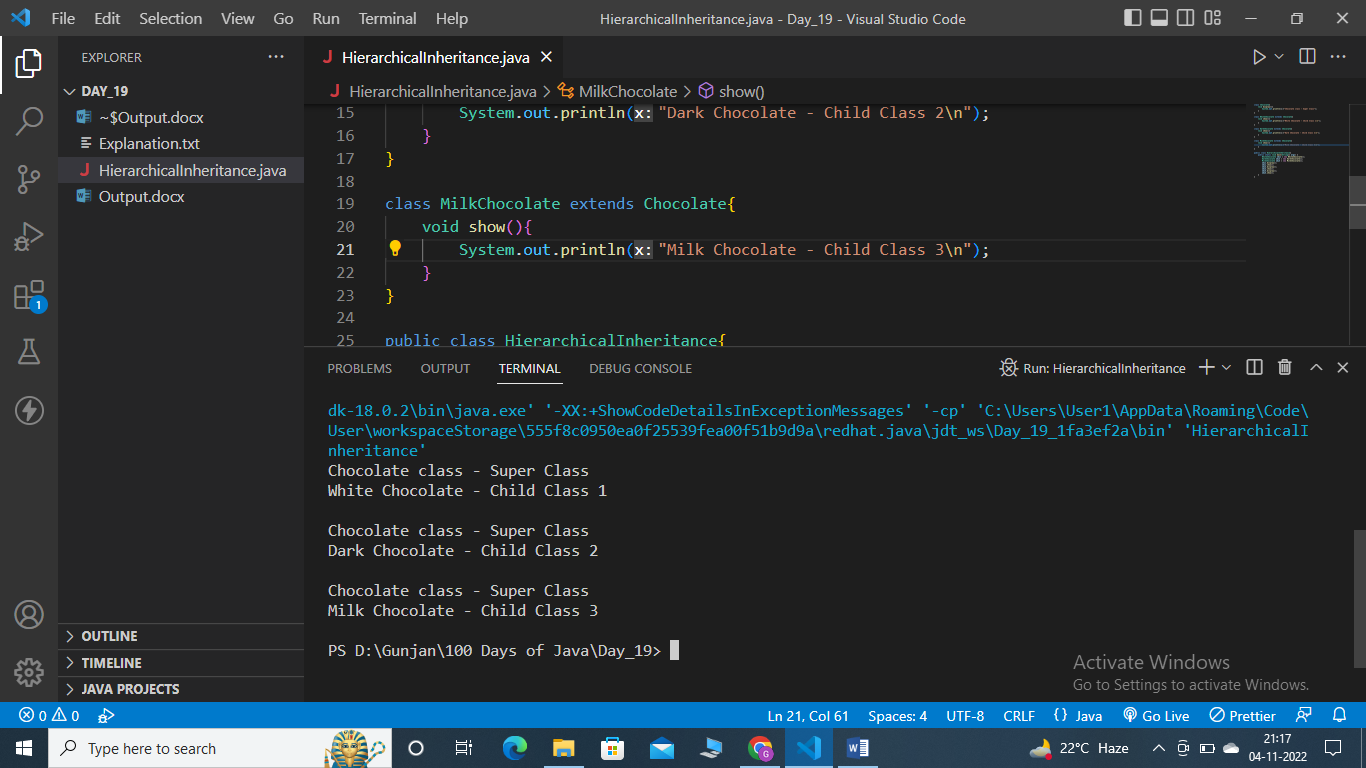 File Edit Selection View Go Run Terminal Help HierarchicalInheritance.java - Day_19 - Visual Studio Code
EXPLORER
DAY_19
~$Output.docx
Explanation.txt
HierarchicalInheritance.java
Output.docx
OUTLINE
TIMELINE
JAVA PROJECTS
1
J HierarchicalInheritance.java
J HierarchicalInheritance.java > MilkChocolate > show()
15 System.out.println(x: "Dark Chocolate - Child Class 2\n");
16 }
17 }
18
19 class MilkChocolate extends Chocolate{
20 void show(){
21 System.out.println(x: "Milk Chocolate - Child Class 3\n");
22 }
23 }
24
25 public class HierarchicalInheritance{
PROBLEMS OUTPUT TERMINAL DEBUG CONSOLE Run: HierarchicalInheritance
dk-18.0.2\bin\java.exe' '-XX:+ShowCodeDetailsInExceptionMessages' '-cp' 'C:\Users\User1\AppData\Roaming\Code\
User\workspaceStorage\555f8c0950ea0f25539fea00f51b9d9a\redhat.java\jdt_ws\Day_19_1fa3ef2a\bin' 'HierarchicalI
nheritance'
Chocolate class - Super Class
White Chocolate - Child Class 1
Chocolate class - Super Class
Dark Chocolate - Child Class 2
Chocolate class - Super Class
Milk Chocolate - Child Class 3
PS D:\Gunjan\100 Days of Java\Day_19>
Activate Windows
Go to Settings to activate Windows.
0 0 Ln 21, Col 61 Spaces: 4 UTF-8 CRLF {} Java Go Live Prettier
Type here to search 22°C Haze 21:17
04-11-2022